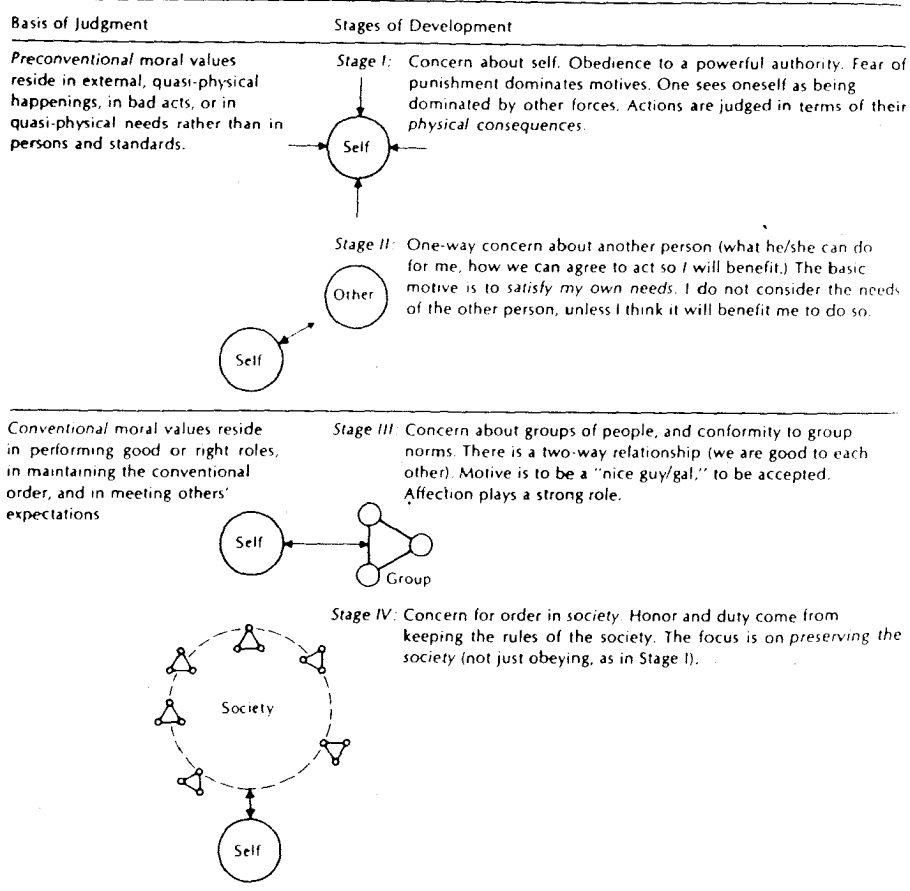 Basis of Judgment
Stages of Development
Preconventional moral values
reside in external, quasi-physical
happenings, in bad acts, or in
quasi-physical needs rather than in
persons and standards.
Stage I: Concern about self. Obedience to a powerful authority. Fear of
punishment dominates motives. One sees oneself as being
dominated by other forces. Actions are judged in terms of their
physical consequences.
Self
Stage II: One-way concern about another person (what he/she can do
for me, how we can agree to act so I will benefit.) The basic
motive is to satisfy my own needs. I do not consider the needs
of the other person, unless I think it will benefit me to do so.
Other
Self
Conventional moral values reside
in performing good or right roles,
in maintaining the conventional
order, and in meeting others'
expectations
Stage III: Concern about groups of people, and conformity to group
norms. There is a two-way relationship (we are good to each
other). Motive is to be a "nice guy/gal," to be accepted.
Affection plays a strong role.
Self
Group
Stage IV: Concern for order in society. Honor and duty come from
keeping the rules of the society. The focus is on preserving the
society (not just obeying, as in Stage I).
Society
Self